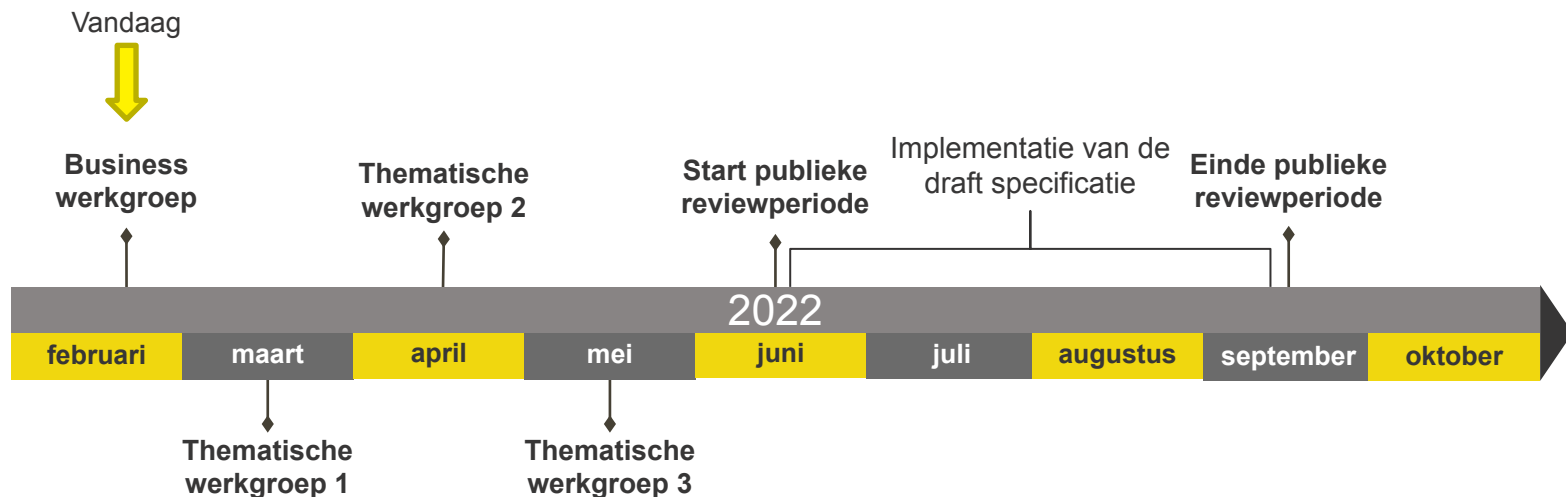 Vandaag
Business
werkgroep
Thematische
werkgroep 2
Start publieke
reviewperiode
Implementatie van de
draft specificatie
Einde publieke
reviewperiode
2022
februari
maart
april
mei
juni
juli
augustus
september
oktober
Thematische
werkgroep 1
Thematische
werkgroep 3